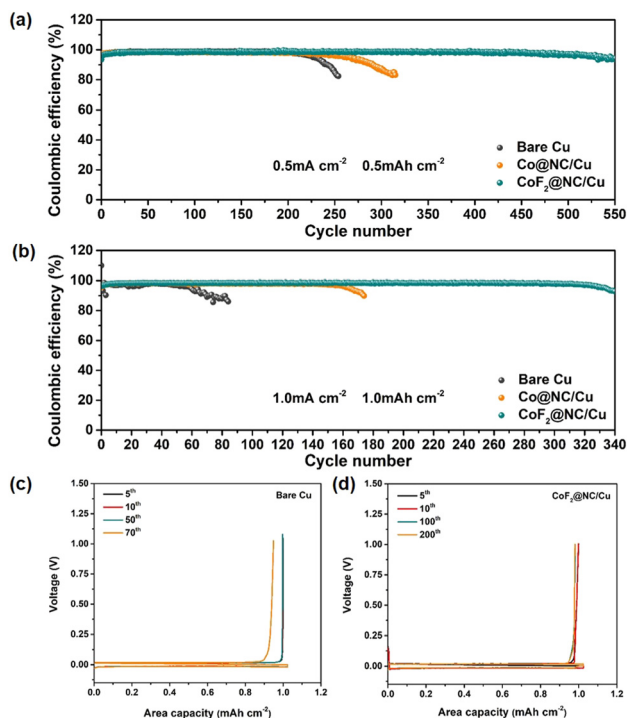 (a)
120
100
80
60
40
20
0
Coulombic efficiency (%)
0.5mA cm-2 0.5mAh cm-2
Bare Cu
Co@NC/Cu
CoF2@NC/Cu
0 50 100 150 200 250 300 350 400 450 500 550
Cycle number
(b)
120
100
80
60
40
20
0
Coulombic efficiency (%)
1.0mA cm-2 1.0mAh cm-2
Bare Cu
Co@NC/Cu
CoF2@NC/Cu
0 20 40 60 80 100 120 140 160 180 200 220 240 260 280 300 320 340
Cycle number
(c)
1.50
1.25
1.00
0.75
0.50
0.25
0.00
Voltage (V)
5th
10th
50th
70th
Bare Cu
0.0 0.2 0.4 0.6 0.8 1.0 1.2
Area capacity (mAh cm-2)
(d)
1.50
1.25
1.00
0.75
0.50
0.25
0.00
Voltage (V)
5th
10th
100th
200th
CoF2@NC/Cu
0.0 0.2 0.4 0.6 0.8 1.0 1.2
Area capacity (mAh cm-2)